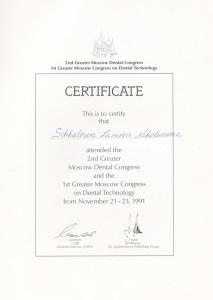 2nd Greater Moscow Dental Congress
1st Greater Moscow Congress on Dental Technology
CERTIFICATE
This is to certify
that
attended the
2nd Greater
Moscow Dental Congress
and the
1st Greater Moscow Congress
on Dental Technology
from November 21–23, 1991